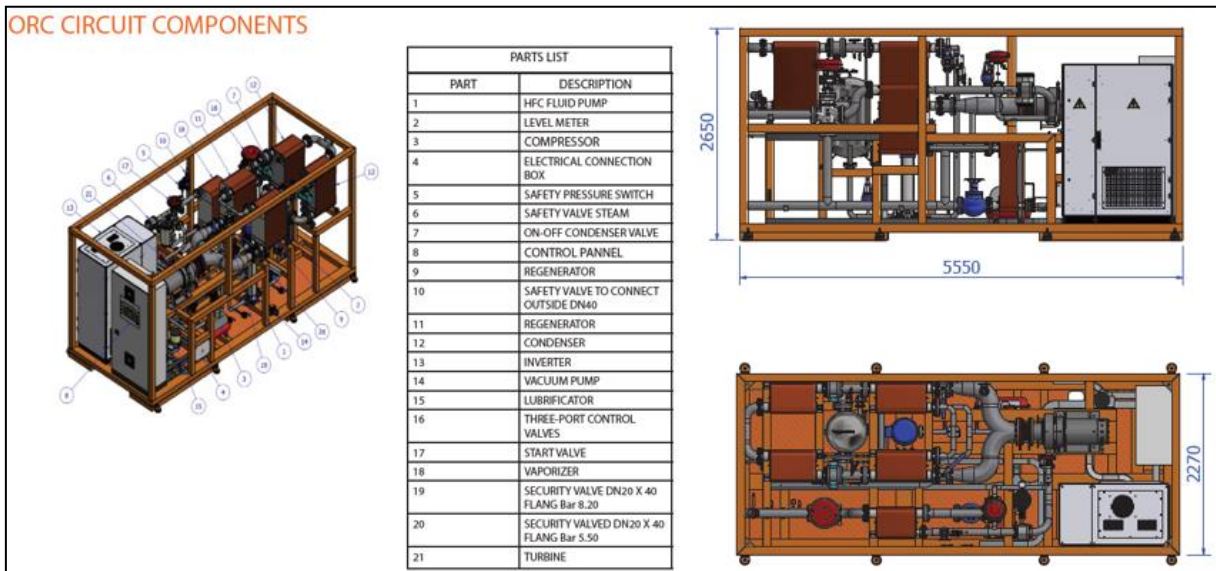 ORC CIRCUIT COMPONENTS
PARTS LIST
PART DESCRIPTION
1 HFC FLUID PUMP
2 LEVEL METER
3 COMPRESSOR
4 ELECTRICAL CONNECTION
BOX
5 SAFETY PRESSURE SWITCH
6 SAFETY VALVE STEAM
7 ON-OFF CONDENSER VALVE
8 CONTROL PANNEL
9 REGENERATOR
10 SAFETY VALVE TO CONNECT
OUTSIDE DN40
11 REGENERATOR
12 CONDENSER
13 INVERTER
14 VACUUM PUMP
15 LUBRIFICATOR
16 THREE-PORT CONTROL
VALVES
17 START VALVE
18 VAPORIZER
19 SECURITY VALVE DN20 X 40
FLANG Bar 8.20
20 SECURITY VALVED DN20 X 40
FLANG Bar 5.50
21 TURBINE
2650
5550
2270